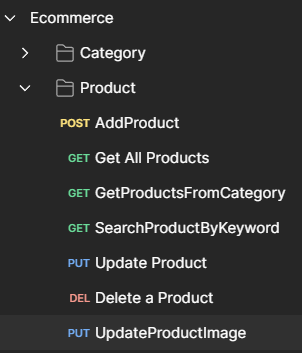 Ecommerce
Category
Product
POST AddProduct
GET Get All Products
GET GetProductsFromCategory
GET SearchProductByKeyword
PUT Update Product
DEL Delete a Product
PUT UpdateProductImage